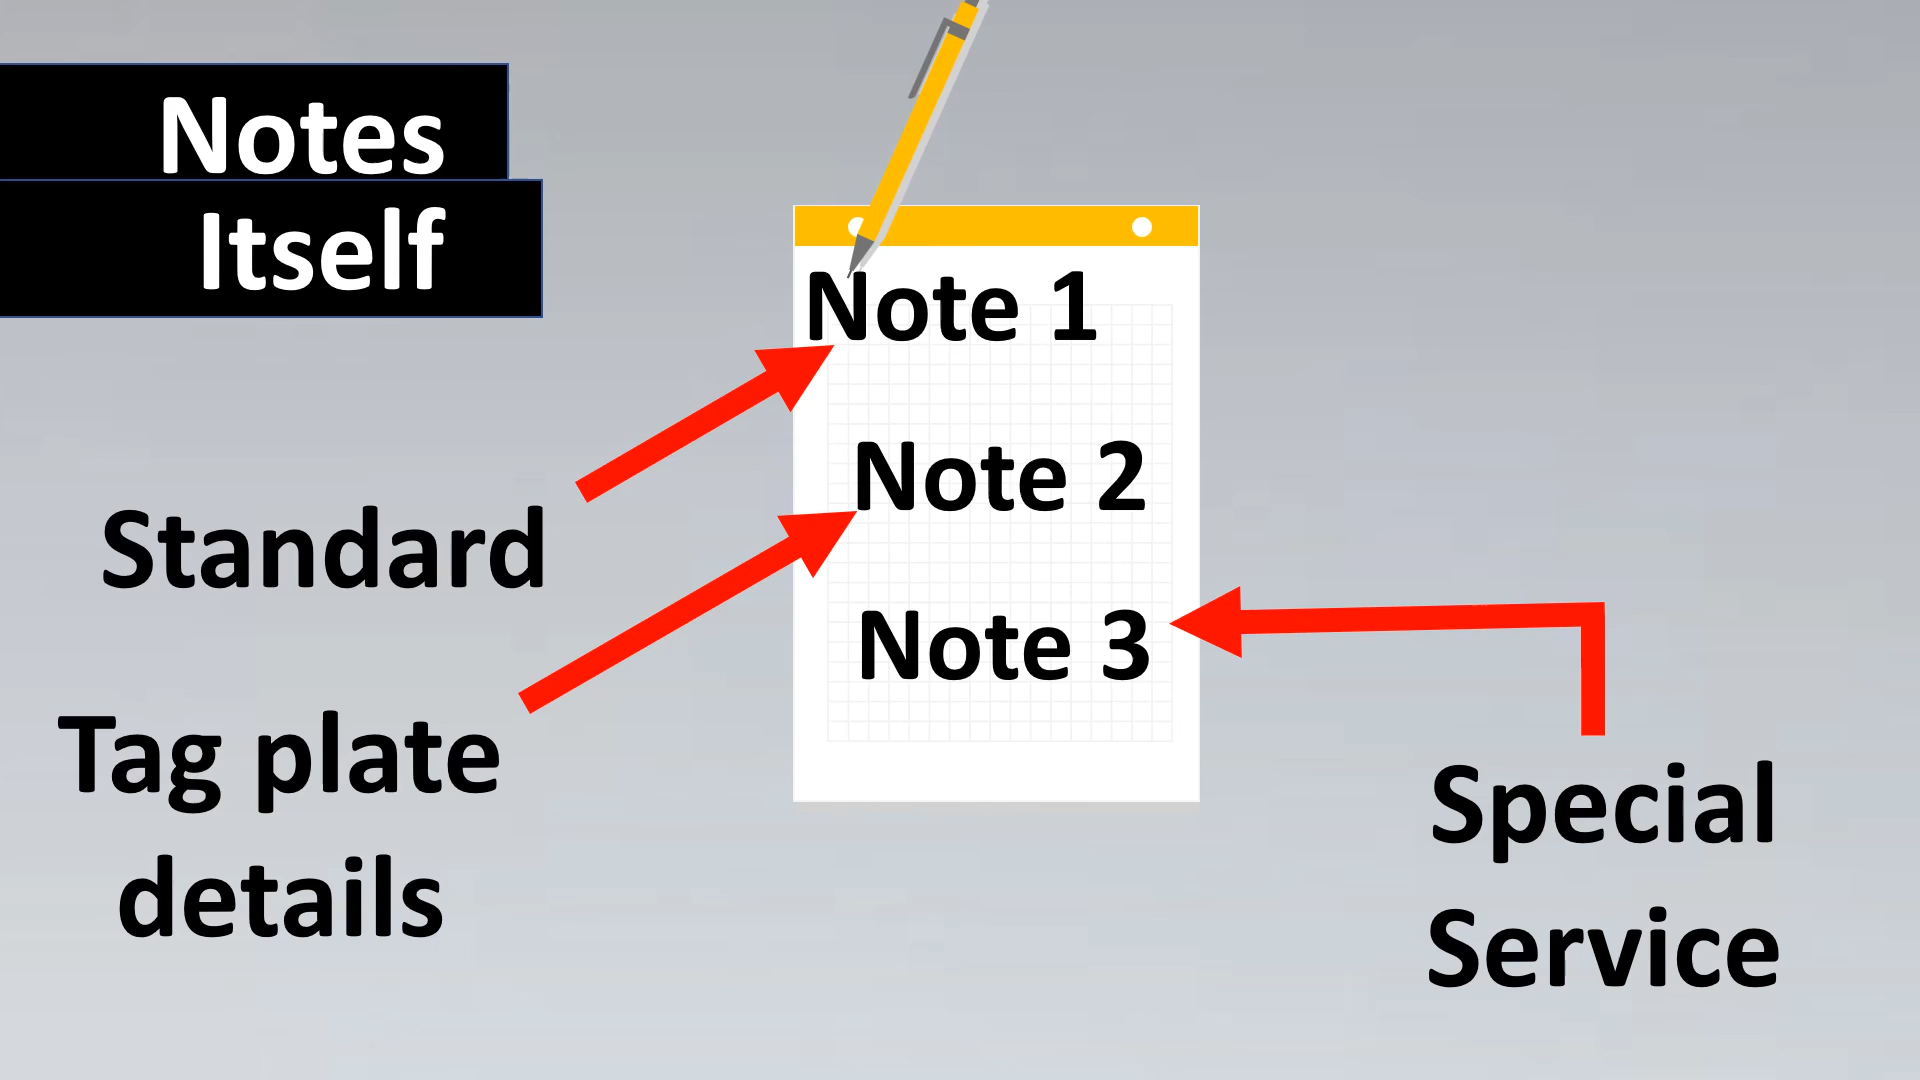 Notes
Itself
Note 1
Note 2
Note 3
Standard
Tag plate
details
Special
Service